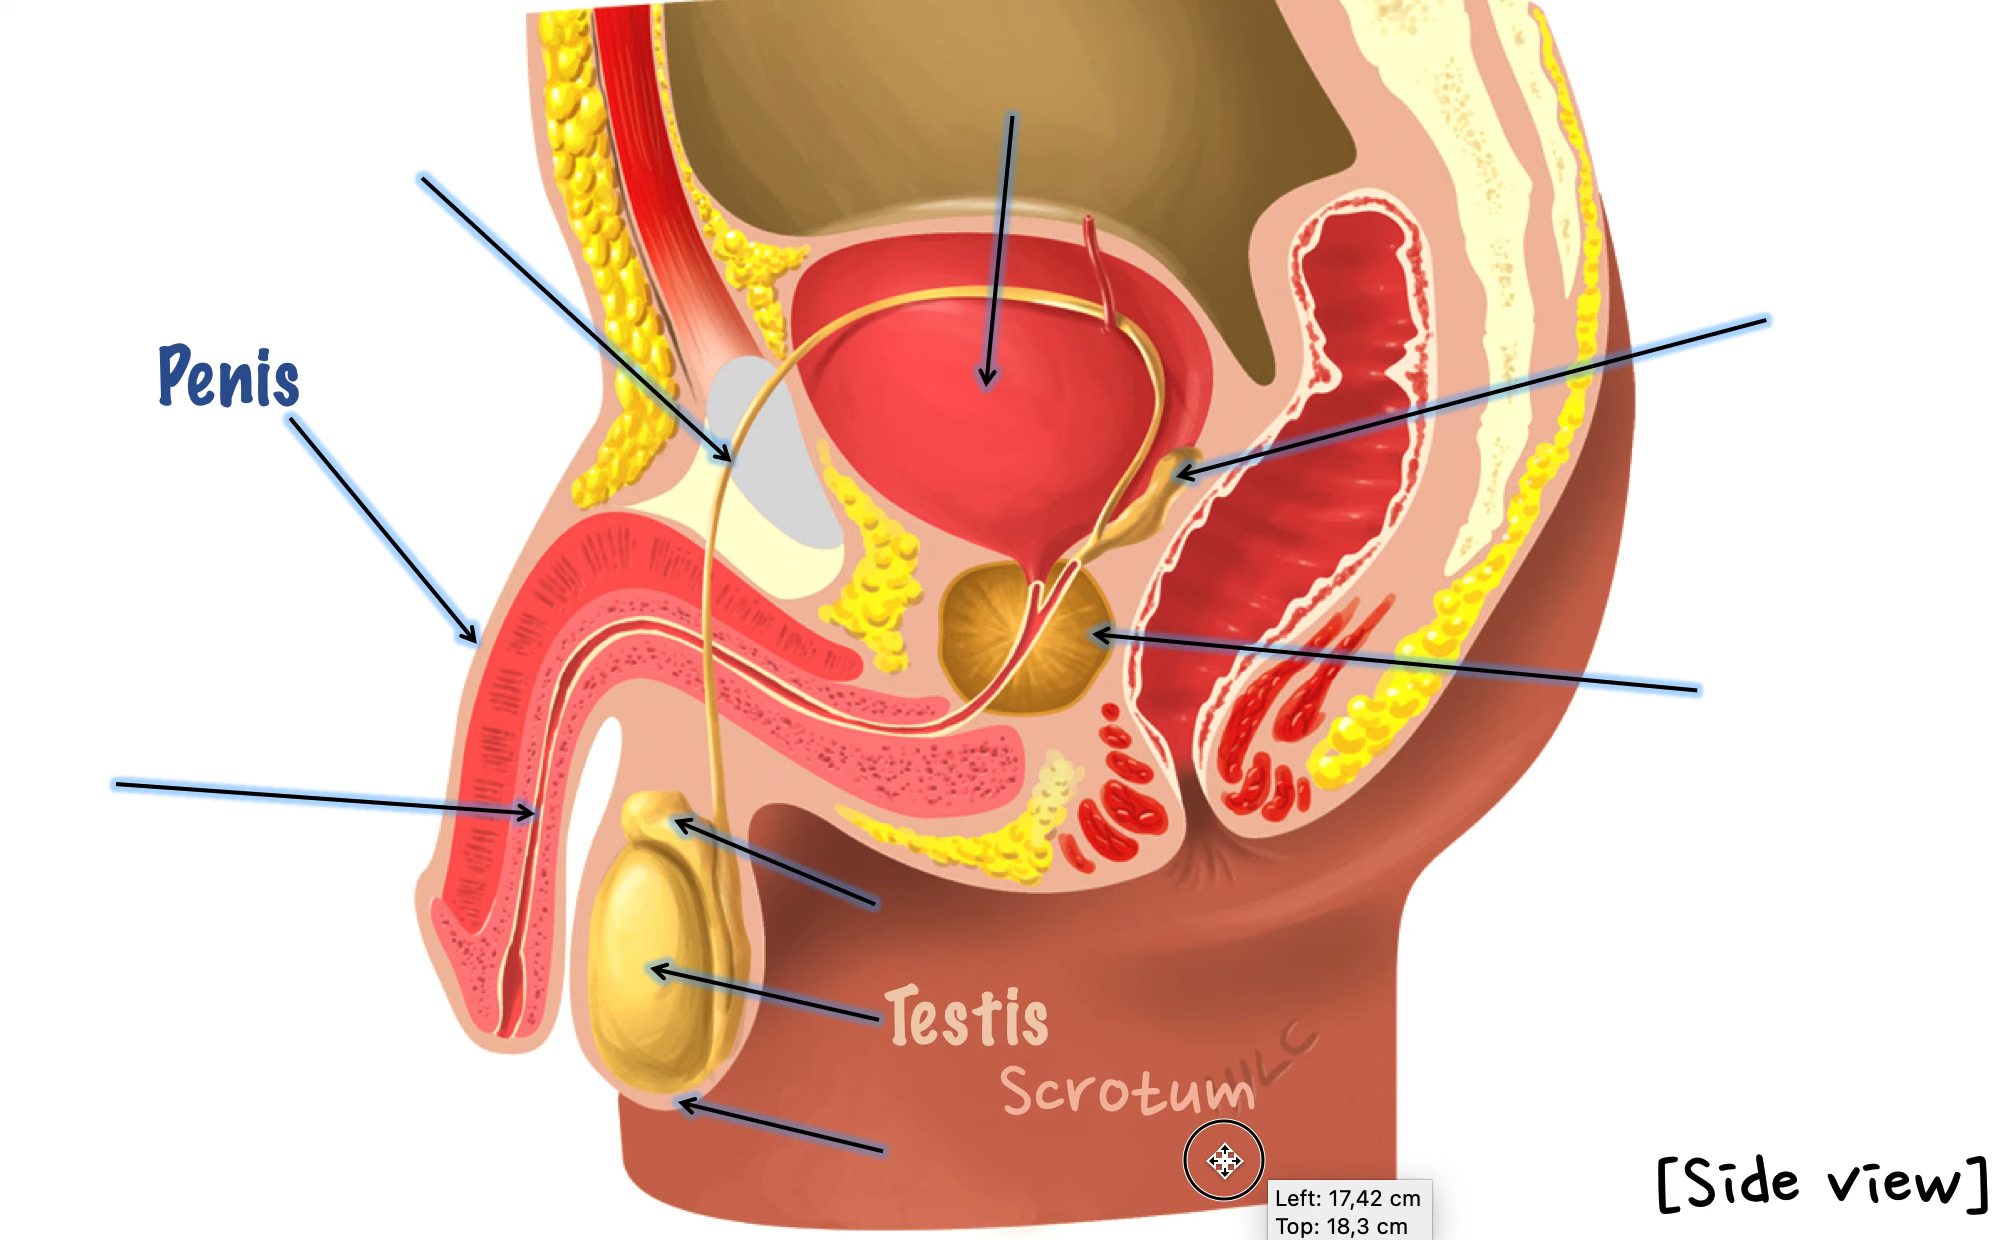 Penis
Testis
Scrotum
[Side view]
Left: 17,42 cm
Top: 18,3 cm